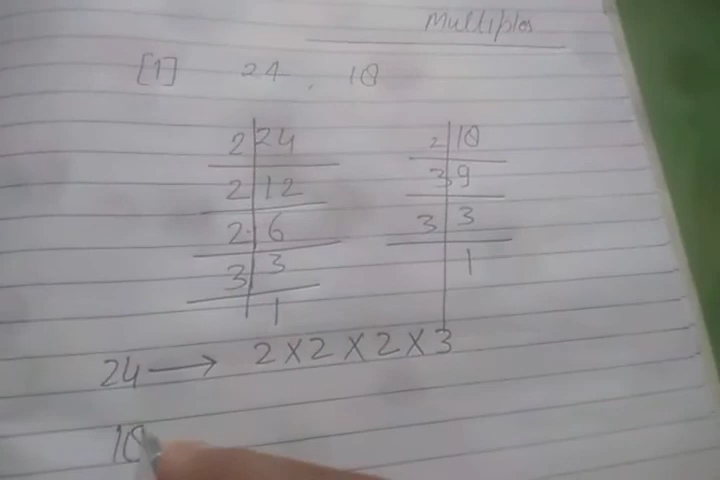 Multiples
[1] 24 , 18
2 24 2 18
2 12 3 9
2 6 3 3
3 3 1
1
24 → 2 × 2 × 2 × 3
18